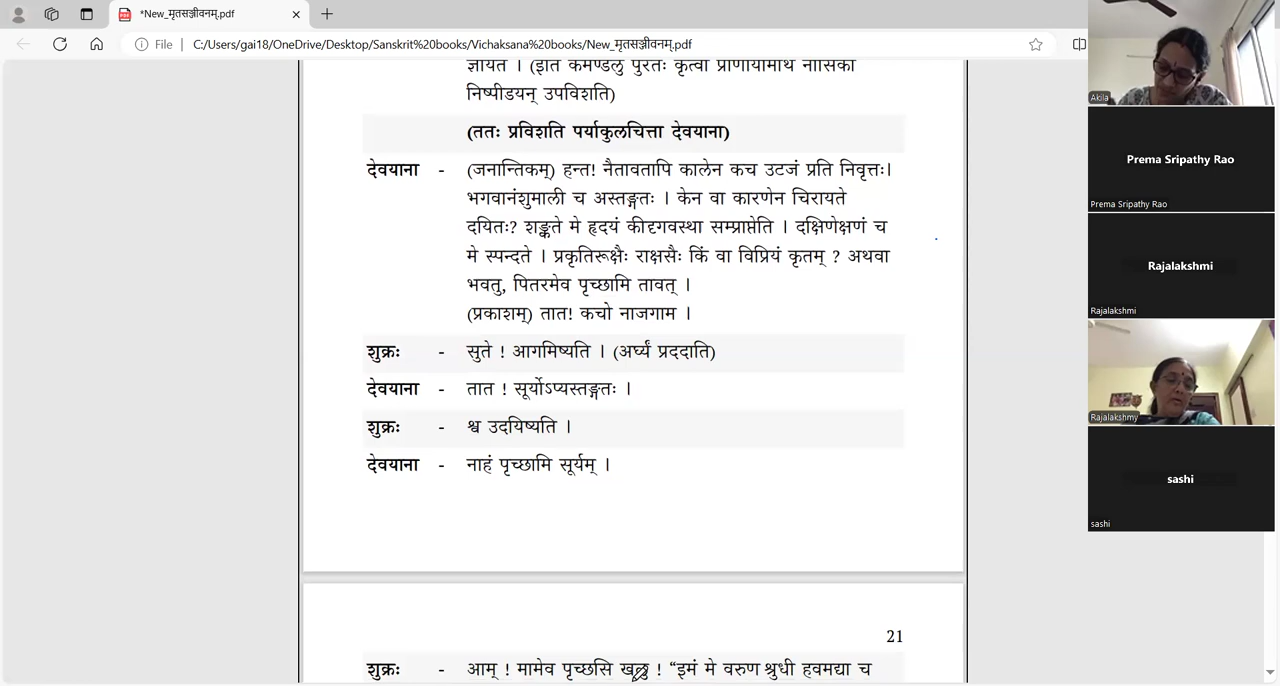 *New_मृतसञ्जीवनम्.pdf
File | C:/Users/gai18/OneDrive/Desktop/Sanskrit%20books/Vichaksana%20books/New_मृतसञ्जीवनम्.pdf
ज्ञायते । (इति कमण्डलु पुरतः कृत्वा प्राणायामार्थं नासिकां
निष्पीडयन् उपविशति)
(ततः प्रविशति पर्याकुलचित्ता देवयाना)
देवयाना - (जनान्तिकम्) हन्त! नैतावतापि कालेन कच उटजं प्रति निवृत्तः।
भगवानंशुमाली च अस्तङ्गतः । केन वा कारणेन चिरायते
दयितः? शङ्कते मे हृदयं कीदृगवस्था सम्प्राप्तेति । दक्षिणेक्षणं च
मे स्पन्दते । प्रकृतिरूक्षैः राक्षसैः किं वा विप्रियं कृतम् ? अथवा
भवतु, पितरमेव पृच्छामि तावत् ।
(प्रकाशम्) तात! कचो नाजगाम ।
शुक्रः - सुते ! आगमिष्यति । (अर्घ्यं प्रददाति)
देवयाना - तात ! सूर्योऽप्यस्तङ्गतः ।
शुक्रः - श्व उदयिष्यति ।
देवयाना - नाहं पृच्छामि सूर्यम् ।
21
शुक्रः - आम् ! मामेव पृच्छसि खलु ! “इमं मे वरुण श्रुधी हवमद्या च
Akila
Prema Sripathy Rao
Prema Sripathy Rao
Rajalakshmi
Rajalakshmi
Rajalakshmy
sashi
sashi